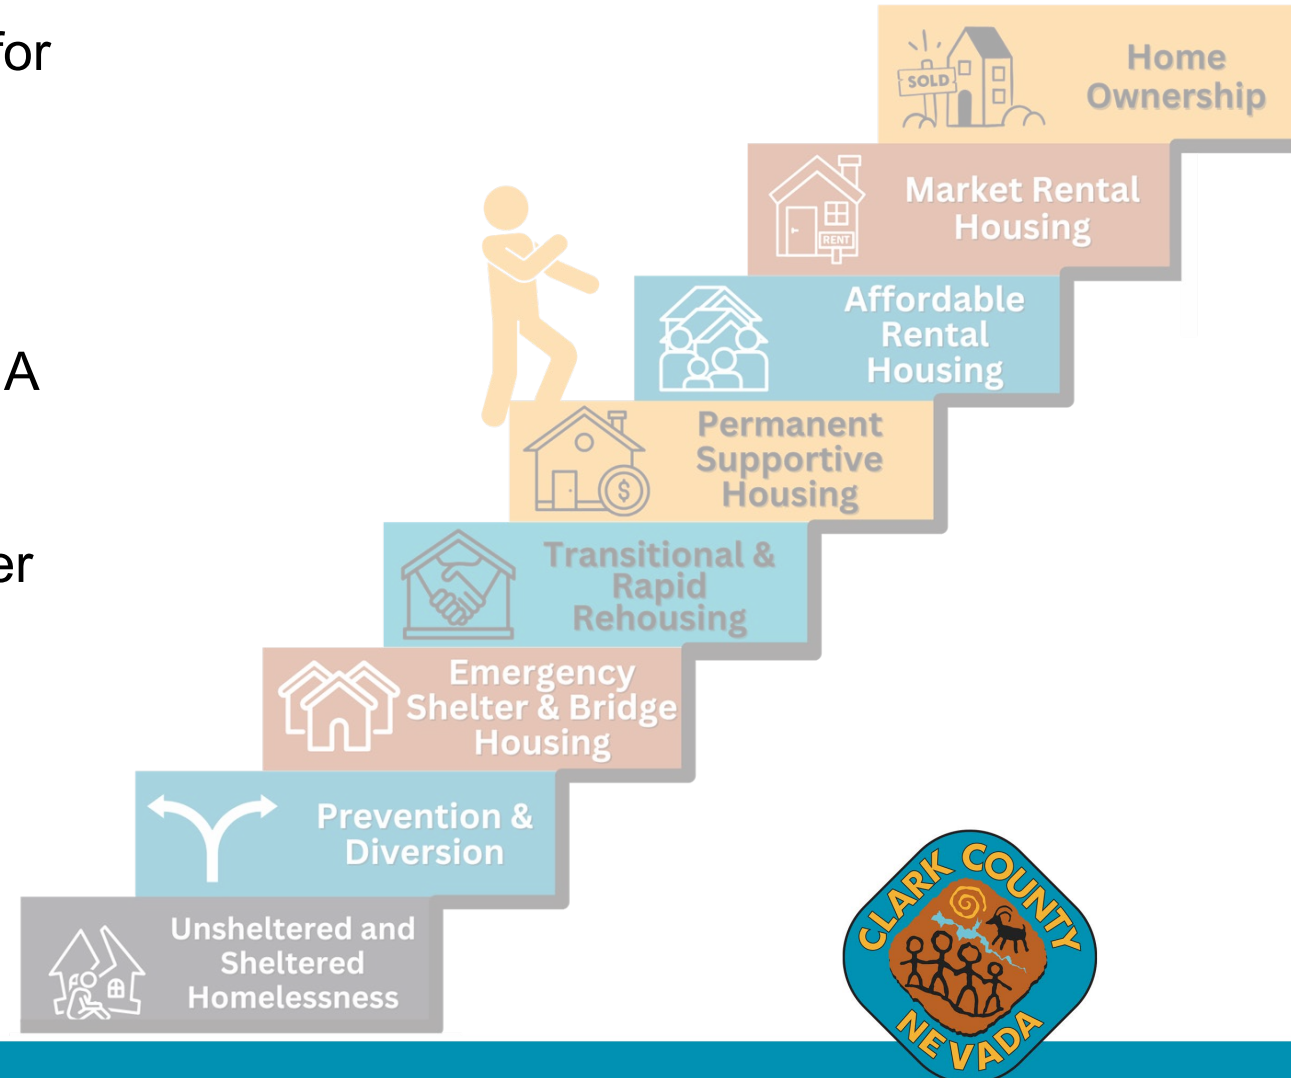 for
SOLD
Home
Ownership
Market Rental
Housing
RENT
Affordable
Rental
Housing
A
Permanent
Supportive
Housing
$
Transitional &
Rapid
Rehousing
er
Emergency
Shelter & Bridge
Housing
Prevention &
Diversion
Unsheltered and
Sheltered
Homelessness
CLARK COUNTY
NEVADA